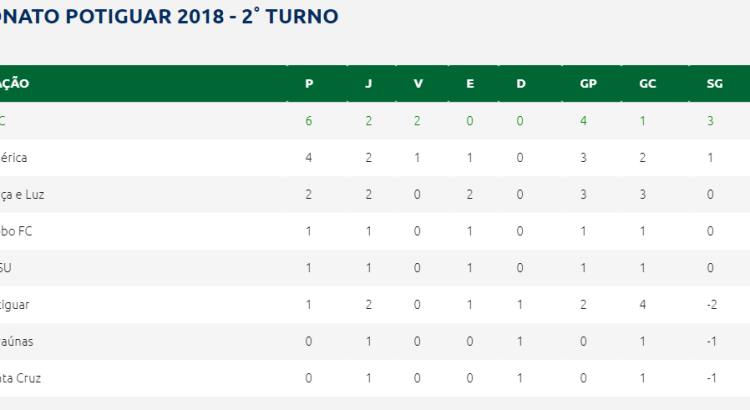 ONATO POTIGUAR 2018 - 2° TURNO
AÇÃO P J V E D GP GC SG
C 6 2 2 0 0 4 1 3
érica 4 2 1 1 0 3 2 1
ça e Luz 2 2 0 2 0 3 3 0
bo FC 1 1 0 1 0 1 1 0
SU 1 1 0 1 0 1 1 0
tiguar 1 2 0 1 1 2 4 -2
aúnas 0 1 0 0 1 0 1 -1
nta Cruz 0 1 0 0 1 0 1 -1